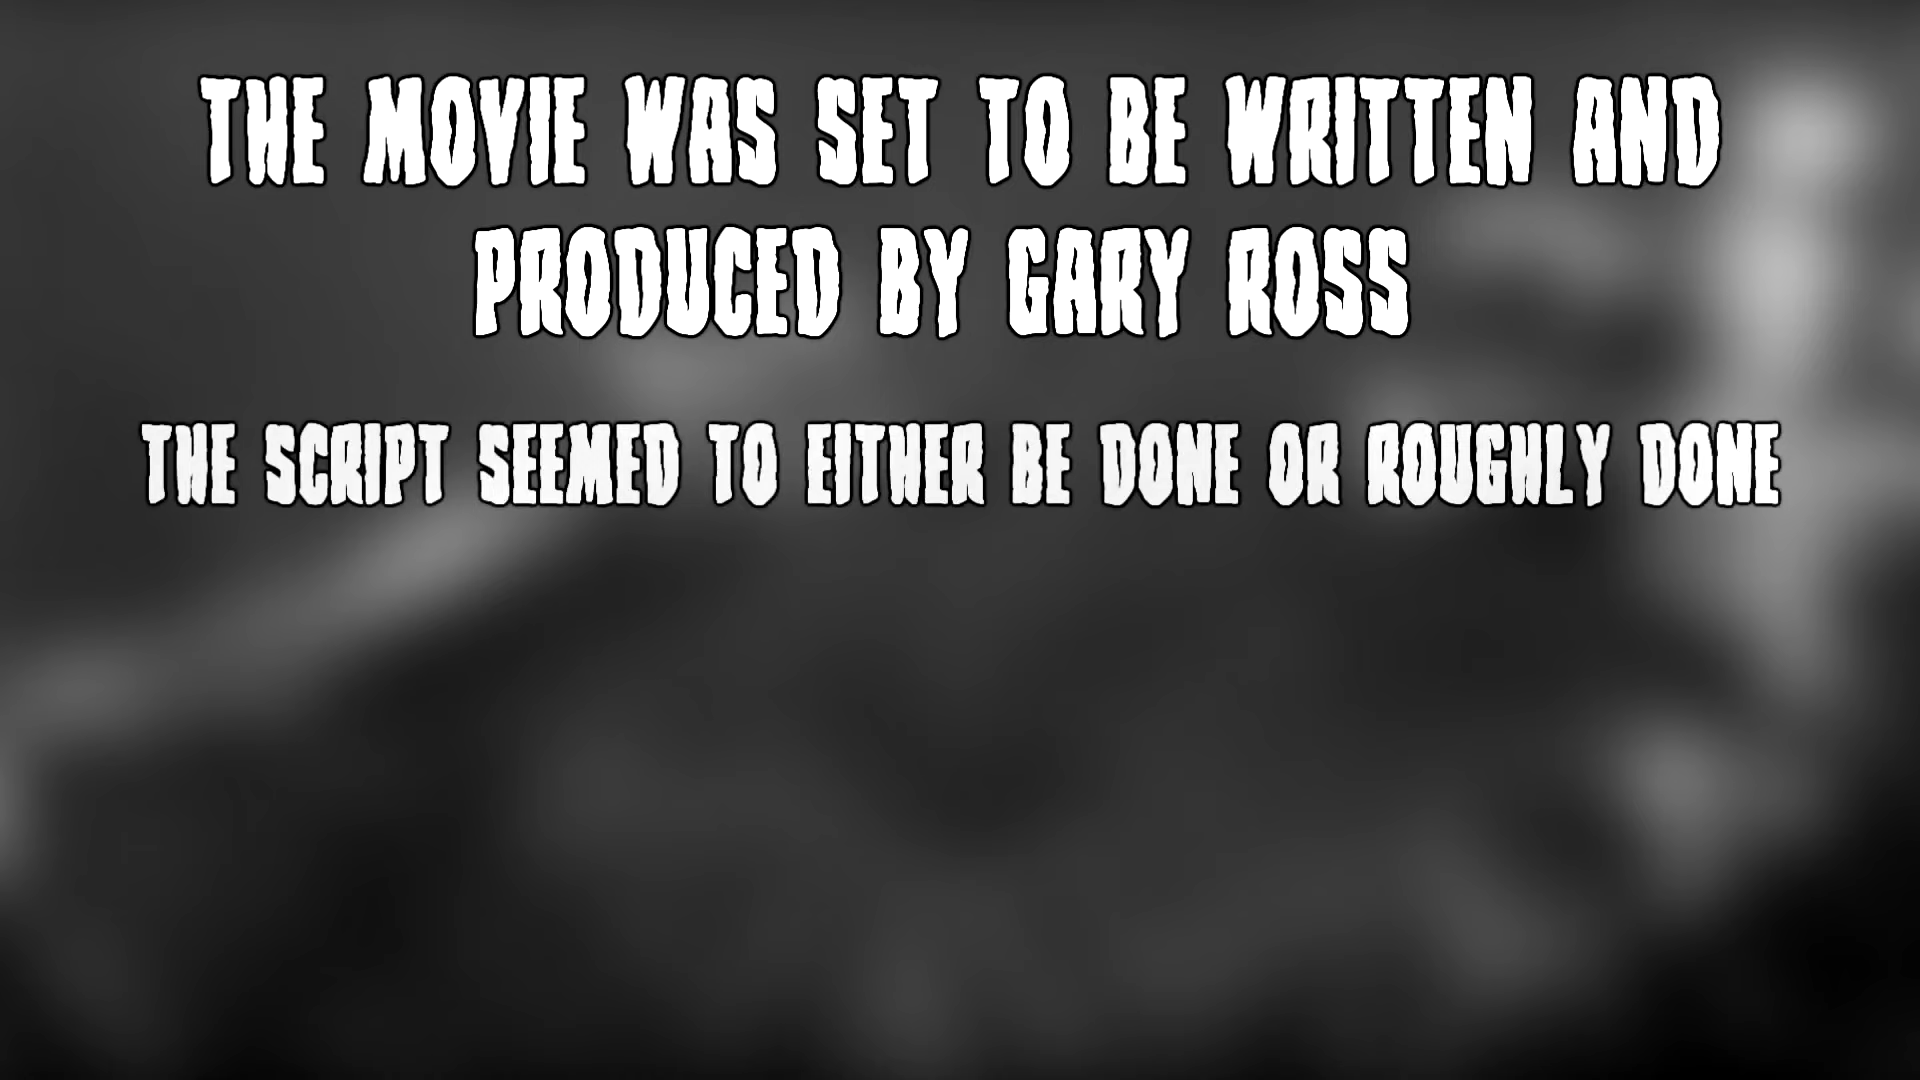 THE MOVIE WAS SET TO BE WRITTEN AND
PRODUCED BY GARY ROSS
THE SCRIPT SEEMED TO EITHER BE DONE OR ROUGHLY DONE